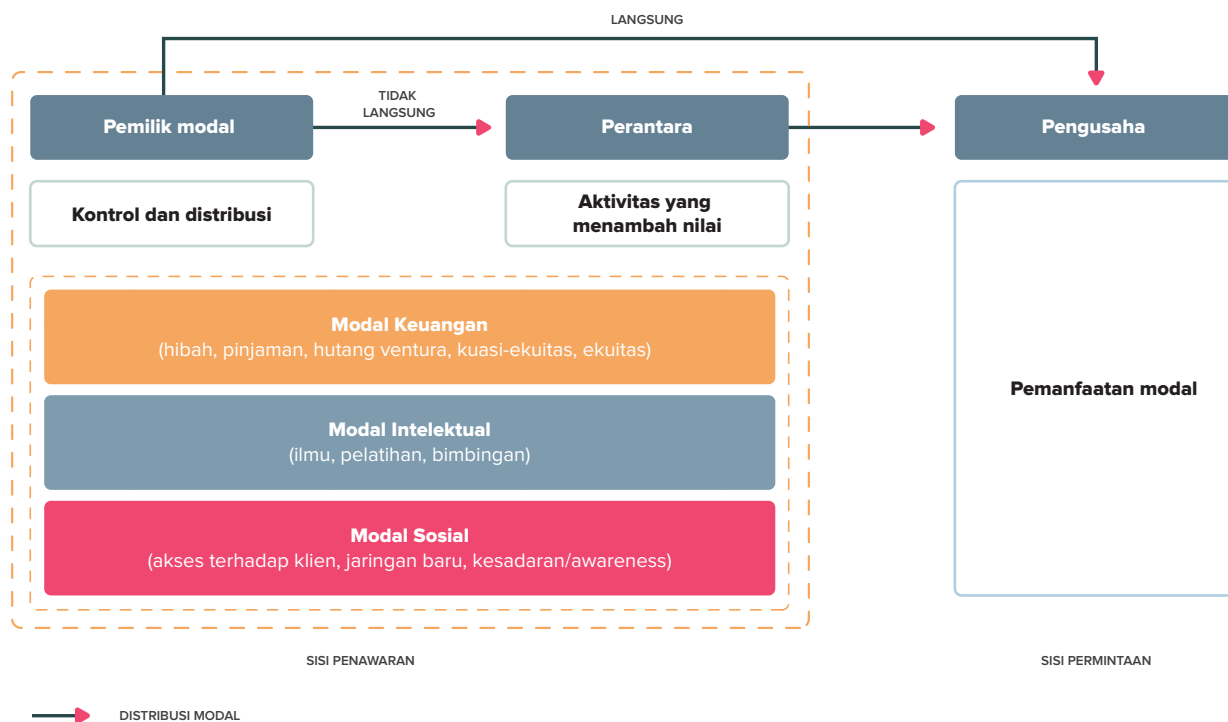 LANGSUNG
TIDAK
LANGSUNG
Pemilik modal
Perantara
Pengusaha
Kontrol dan distribusi
Aktivitas yang
menambah nilai
Modal Keuangan
(hibah, pinjaman, hutang ventura, kuasi-ekuitas, ekuitas)
Modal Intelektual
(ilmu, pelatihan, bimbingan)
Modal Sosial
(akses terhadap klien, jaringan baru, kesadaran/awareness)
Pemanfaatan modal
SISI PENAWARAN
SISI PERMINTAAN
DISTRIBUSI MODAL